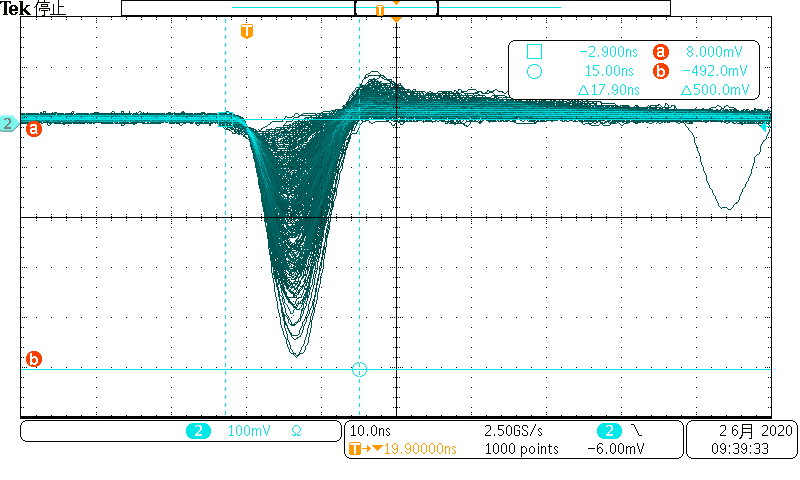 Tek 停止
T
T
-2.900ns a 8.000mV
15.00ns b -492.0mV
Δ17.90ns Δ500.0mV
2
a
b
2 100mV Ω
10.0ns 2.50GS/s 2
T→▼19.90000ns 1000 points -6.00mV
2 6月 2020
09:39:33